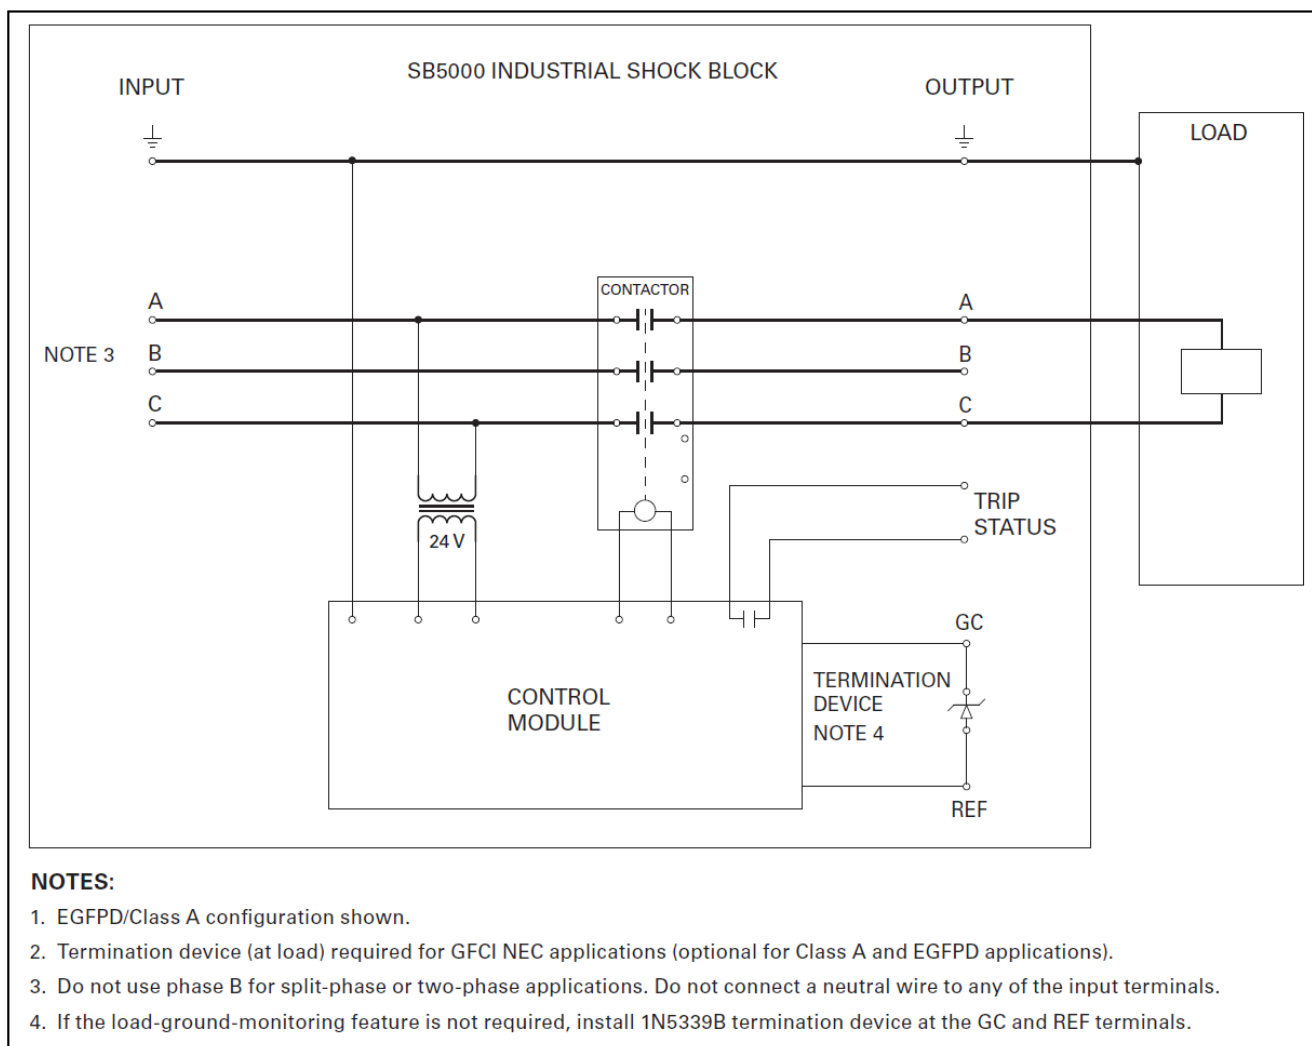 SB5000 INDUSTRIAL SHOCK BLOCK
INPUT
OUTPUT
LOAD
CONTACTOR
A
A
NOTE 3
B
B
C
C
TRIP
STATUS
24 V
GC
CONTROL
MODULE
TERMINATION
DEVICE
NOTE 4
REF
NOTES:
1. EGFPD/Class A configuration shown.
2. Termination device (at load) required for GFCI NEC applications (optional for Class A and EGFPD applications).
3. Do not use phase B for split-phase or two-phase applications. Do not connect a neutral wire to any of the input terminals.
4. If the load-ground-monitoring feature is not required, install 1N5339B termination device at the GC and REF terminals.